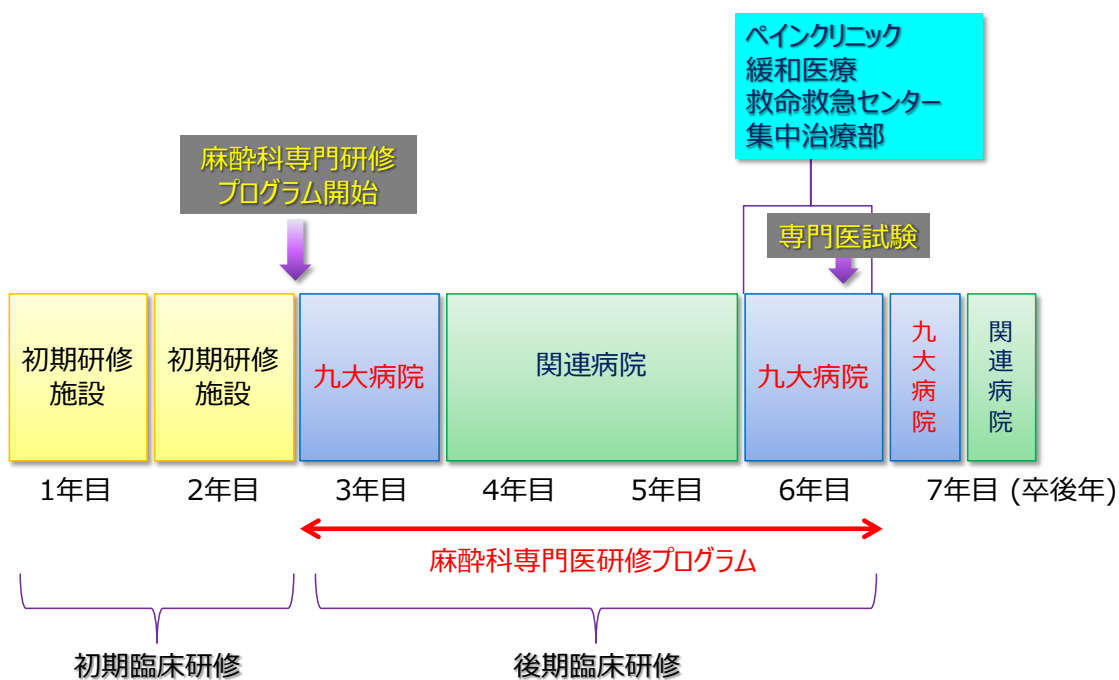 ペインクリニック
緩和医療
救命救急センター
集中治療部
麻酔科専門研修
プログラム開始
専門医試験
初期研修
施設
初期研修
施設
九大病院
関連病院
九大病院
九大病院
関連病院
1年目
2年目
3年目
4年目
5年目
6年目
7年目 (卒後年)
麻酔科専門医研修プログラム
初期臨床研修
後期臨床研修